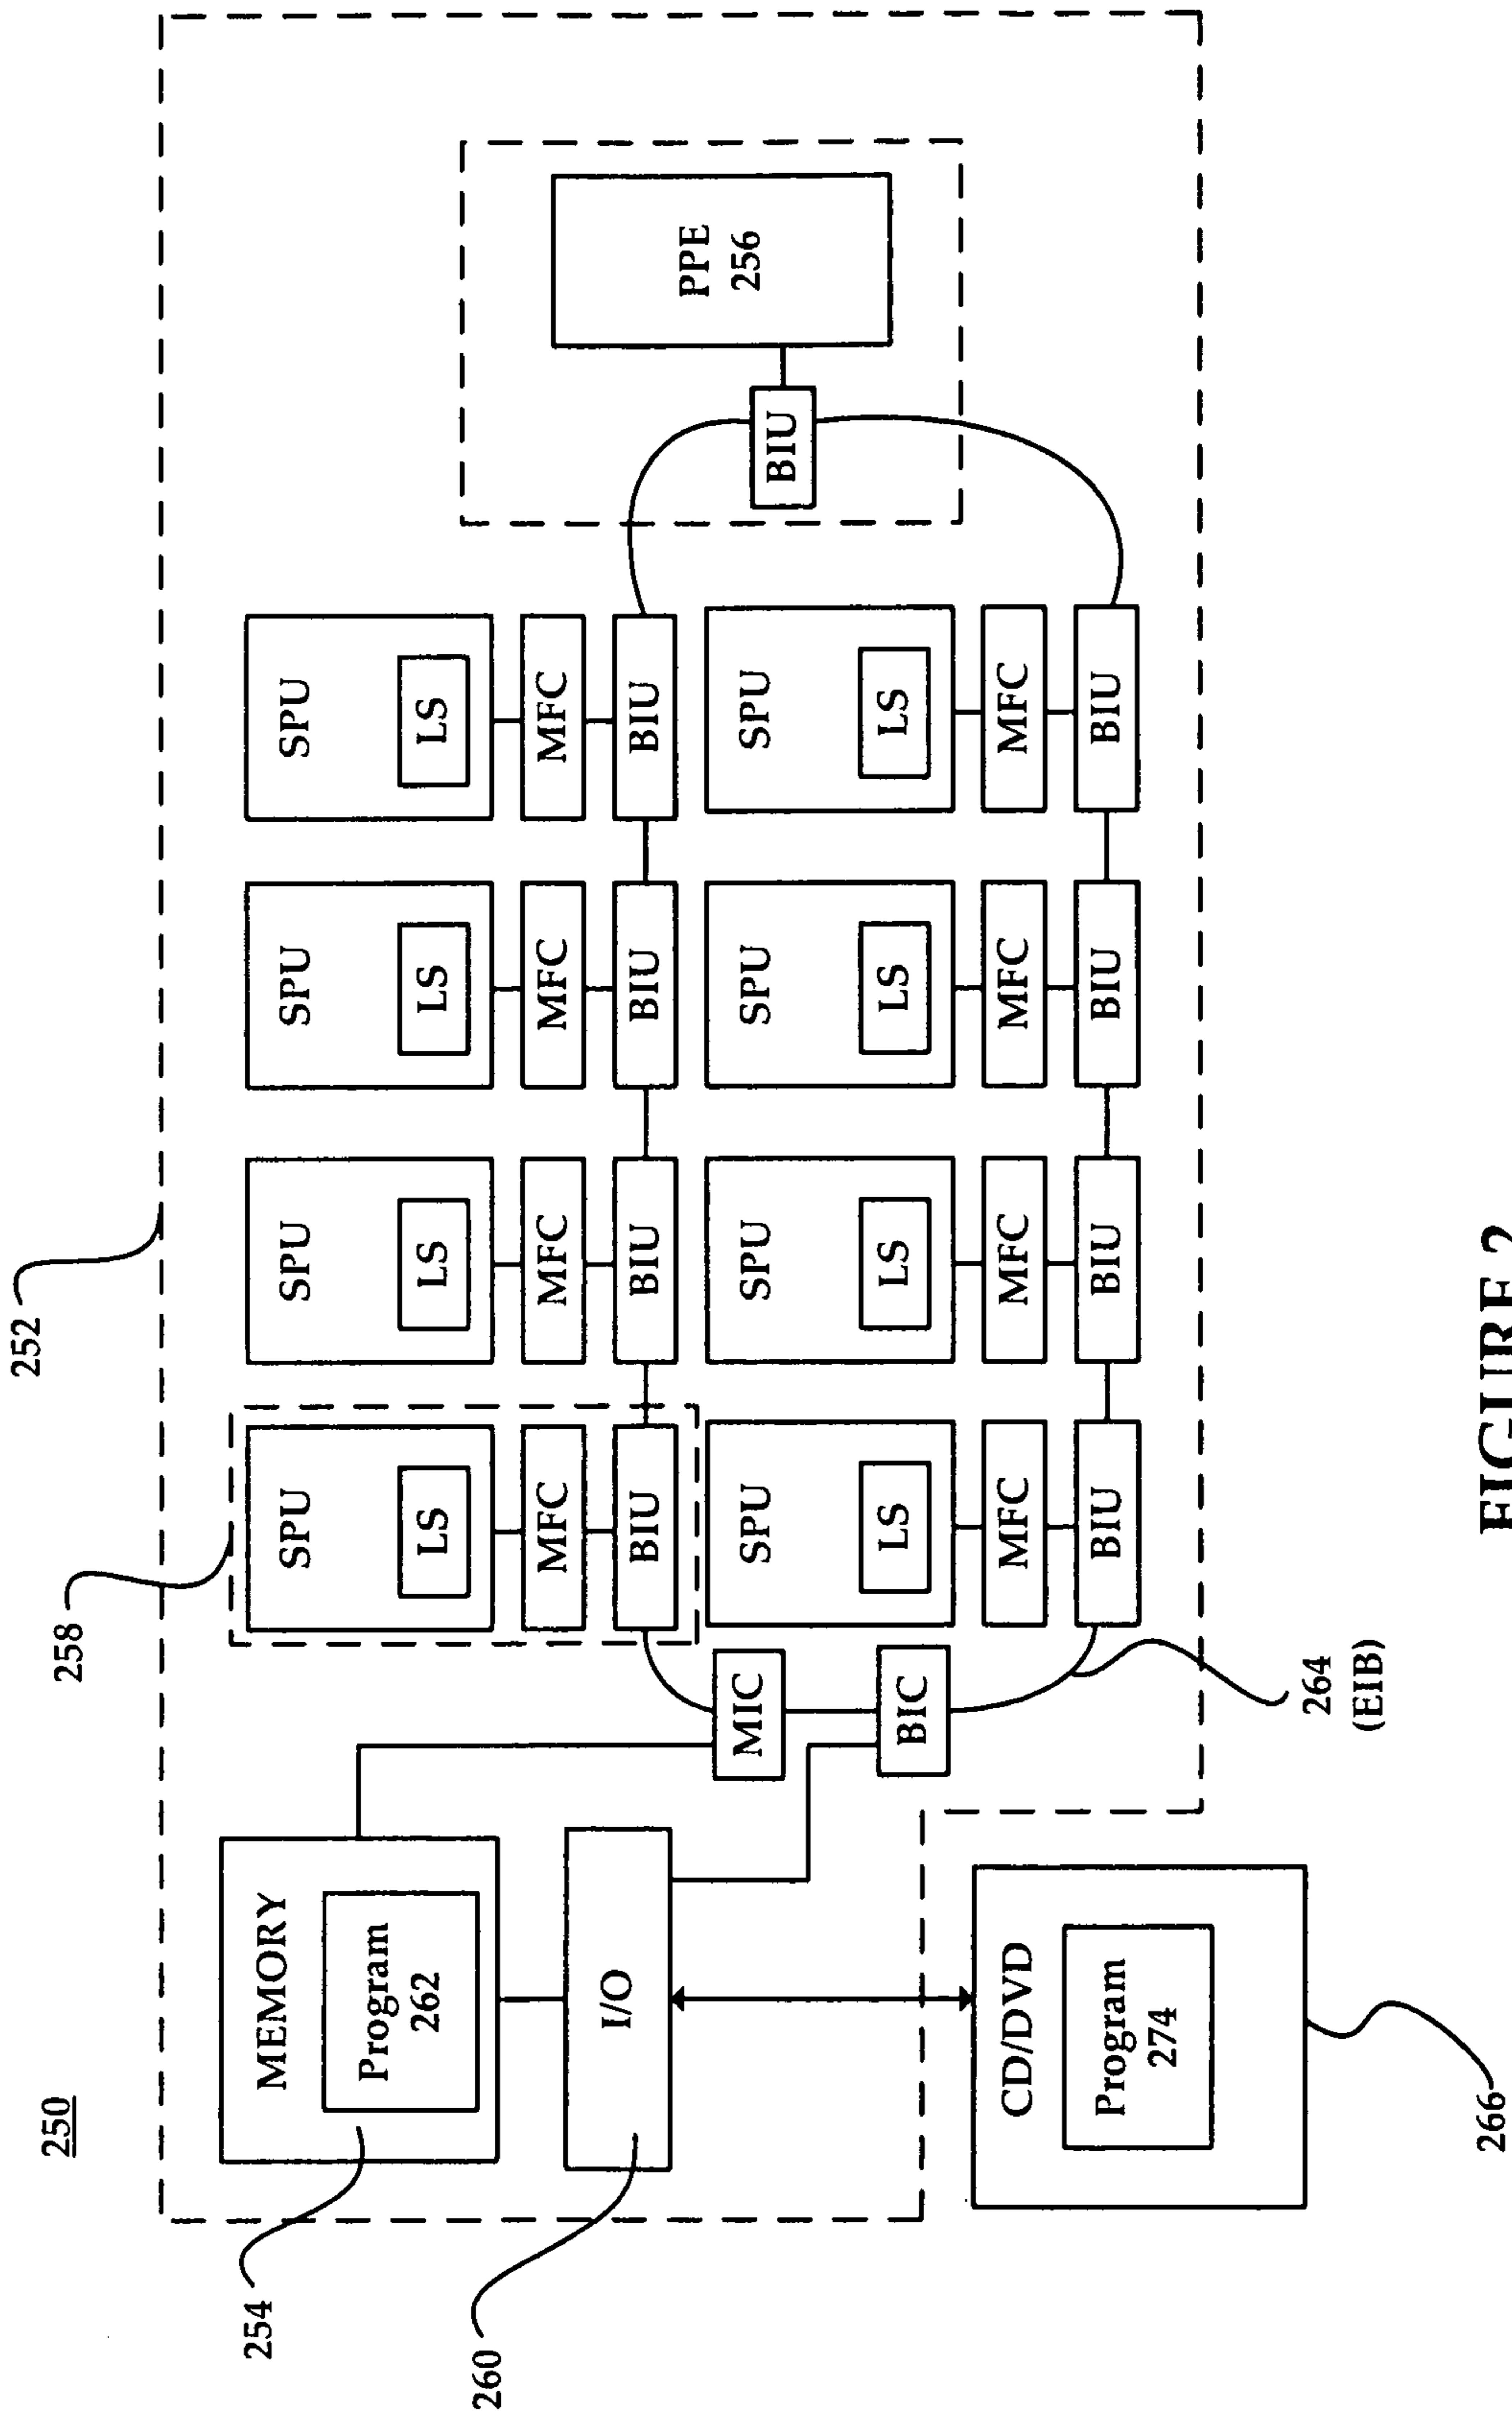 250
252
258
254
260
MEMORY
Program
262
I/O
CD/DVD
Program
274
266
MIC
BIC
264
(EIB)
SPU
LS
MFC
BIU
SPU
LS
MFC
BIU
SPU
LS
MFC
BIU
SPU
LS
MFC
BIU
SPU
LS
MFC
BIU
SPU
LS
MFC
BIU
SPU
LS
MFC
BIU
SPU
LS
MFC
BIU
BIU
PPE
256
FIGURE 2